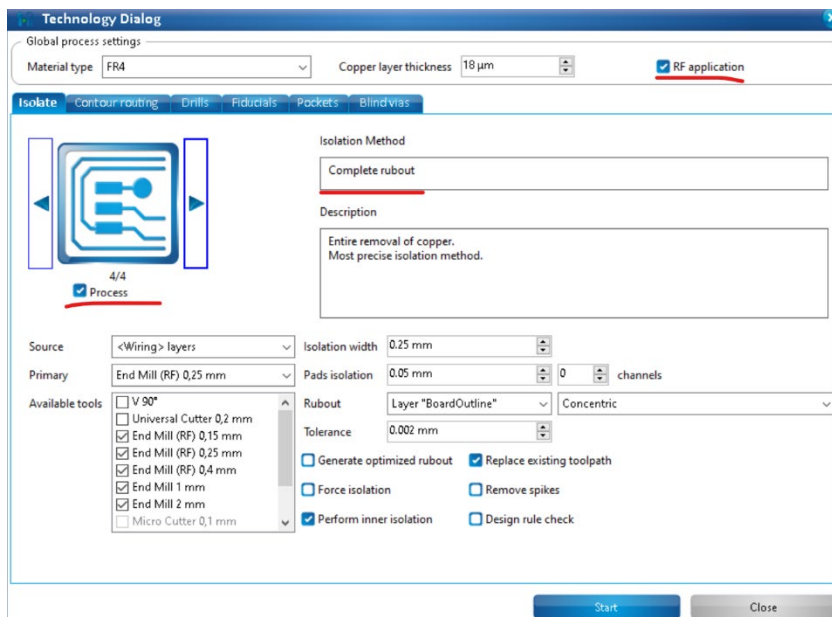 Technology Dialog
Global process settings
Material type FR4 Copper layer thickness 18 µm RF application
Isolate Contour routing Drills Fiducials Pockets Blind vias
Isolation Method
Complete rubout
Description
Entire removal of copper.
Most precise isolation method.
4/4
Process
Source <Wiring> layers Isolation width 0.25 mm
Primary End Mill (RF) 0,25 mm Pads isolation 0.05 mm 0 channels
Available tools V 90° Rubout Layer "BoardOutline" Concentric
Universal Cutter 0,2 mm
End Mill (RF) 0,15 mm Tolerance 0.002 mm
End Mill (RF) 0,25 mm Generate optimized rubout Replace existing toolpath
End Mill (RF) 0,4 mm
End Mill 1 mm Force isolation Remove spikes
End Mill 2 mm
Micro Cutter 0,1 mm Perform inner isolation Design rule check
Start Close